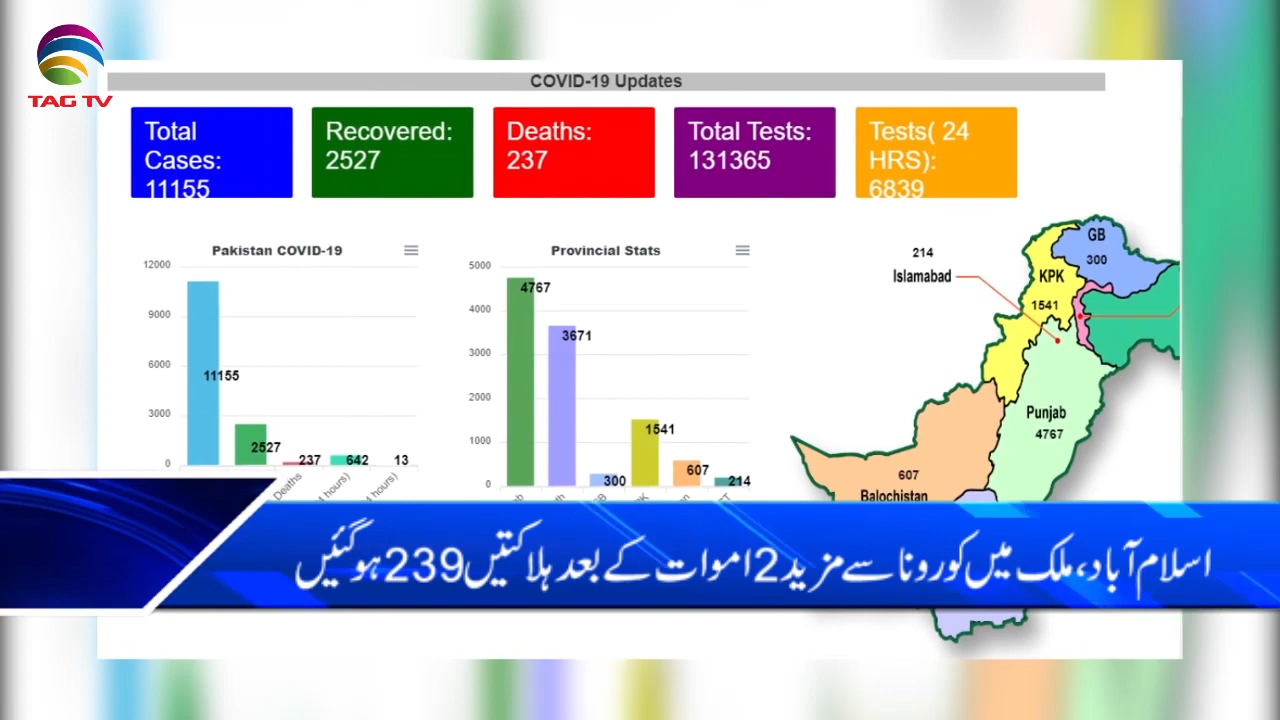 TAG TV
COVID-19 Updates
Total
Cases:
11155
Recovered:
2527
Deaths:
237
Total Tests:
131365
Tests( 24
HRS):
6839
Pakistan COVID-19
12000
9000
6000
3000
0
11155
2527
237
642
13
Deaths
hours)
hours)
Provincial Stats
5000
4000
3000
2000
1000
0
4767
3671
300
1541
607
214
214
Islamabad
GB
300
KPK
1541
Punjab
4767
607
Balochistan
اسلام آباد، ملک میں کورونا سے مزید 2 اموات کے بعد ہلاکتیں 239 ہوگئیں